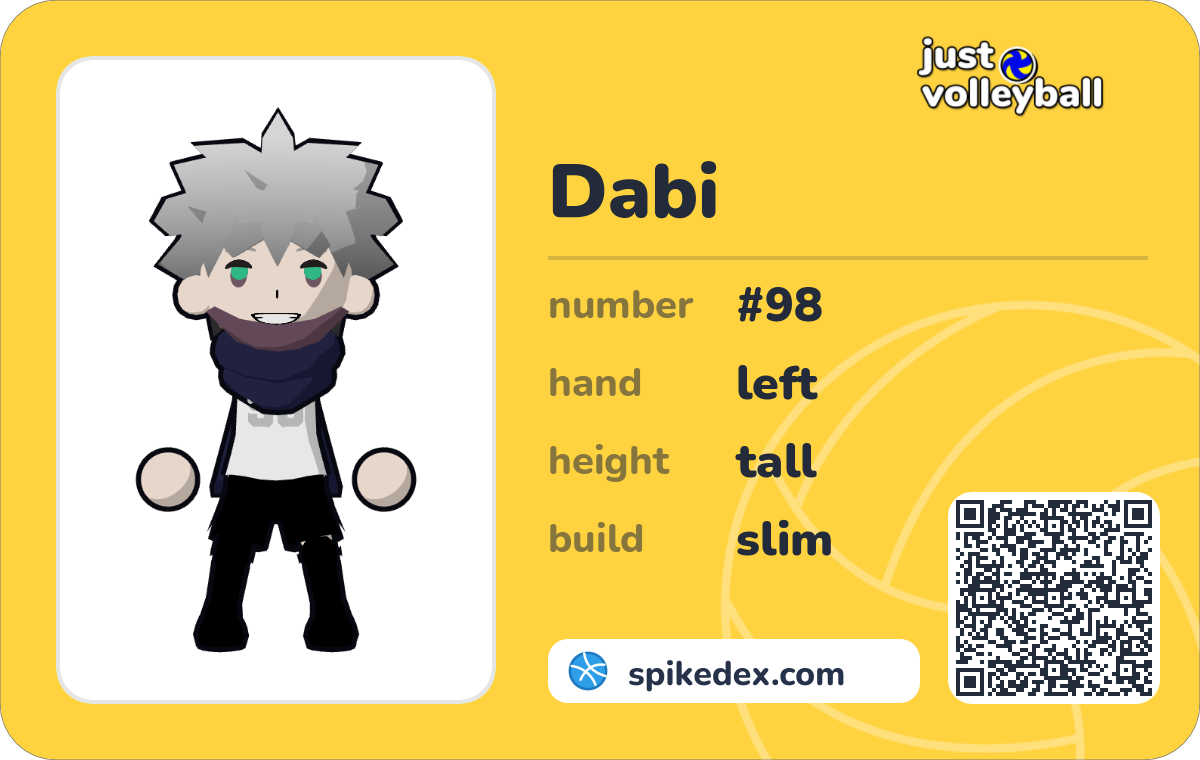 just
volleyball
Dabi
number #98
hand left
height tall
build slim
spikedex.com